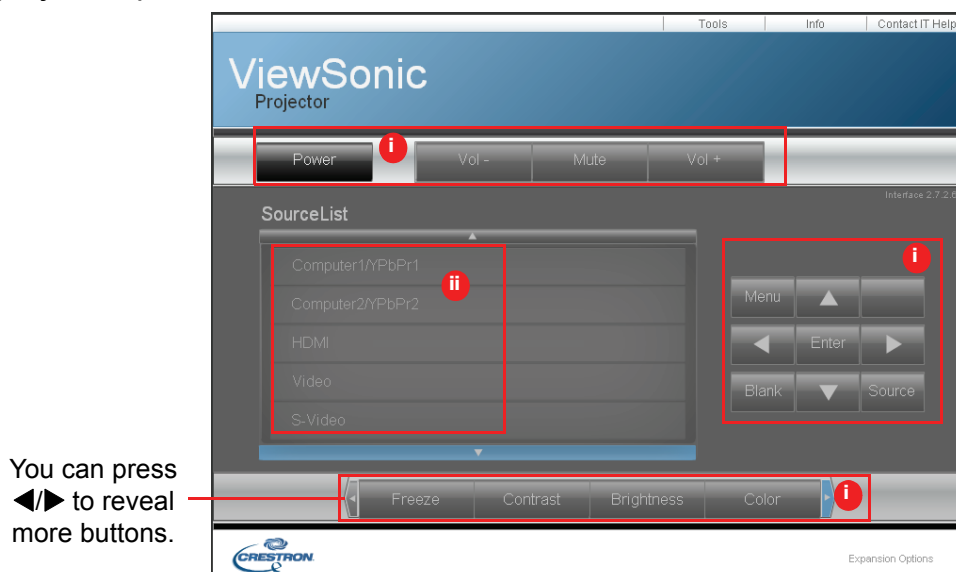 Tools Info Contact IT Help
ViewSonic
Projector
Power i Vol - Mute Vol +
Interface 2.7.2.6
SourceList
i
Computer1/YPbPr1
ii
Computer2/YPbPr2
Menu
HDMI
Enter
Video
Blank Source
S-Video
You can press
◀/▶ to reveal
more buttons.
Freeze Contrast Brightness Color i
CRESTRON
Expansion Options